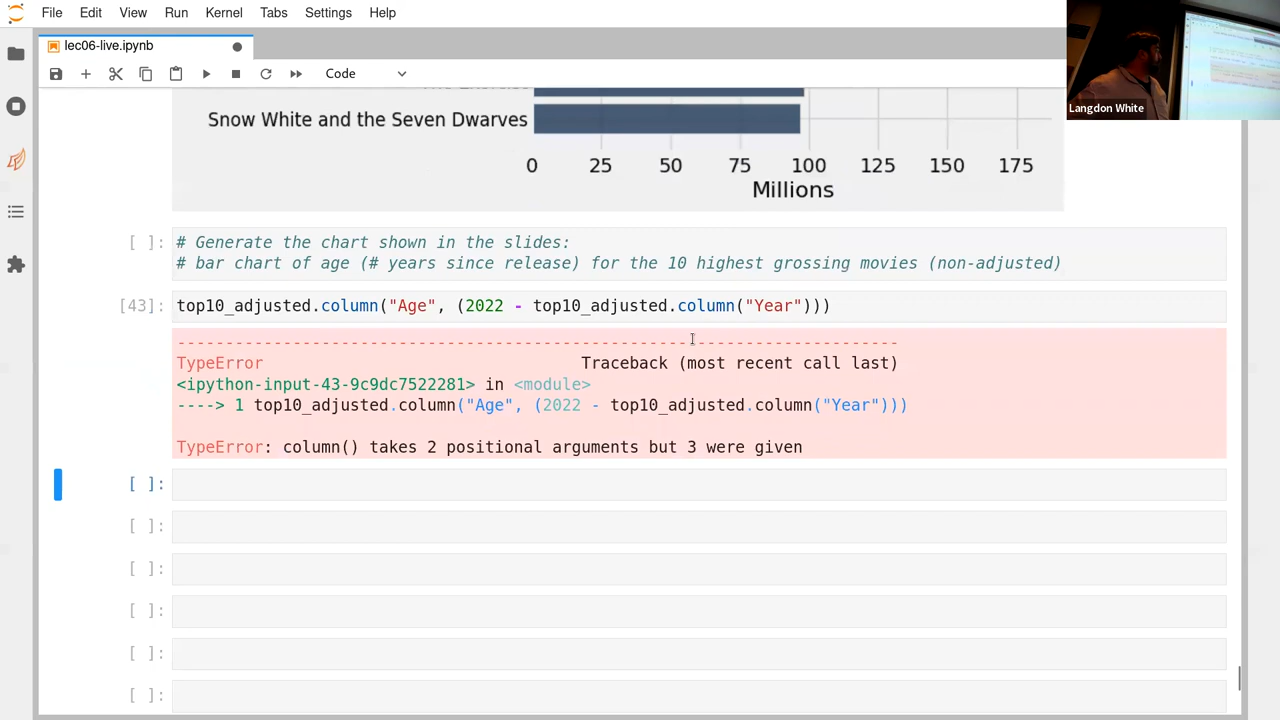 File Edit View Run Kernel Tabs Settings Help
lec06-live.ipynb
Code
Langdon White
Snow White and the Seven Dwarves
0 25 50 75 100 125 150 175
Millions
[ ]: # Generate the chart shown in the slides:
# bar chart of age (# years since release) for the 10 highest grossing movies (non-adjusted)
[43]: top10_adjusted.column("Age", (2022 - top10_adjusted.column("Year")))
---------------------------------------------------------------------------
TypeError Traceback (most recent call last)
<ipython-input-43-9c9dc7522281> in <module>
----> 1 top10_adjusted.column("Age", (2022 - top10_adjusted.column("Year")))
TypeError: column() takes 2 positional arguments but 3 were given
[ ]:
[ ]:
[ ]:
[ ]:
[ ]:
[ ]: